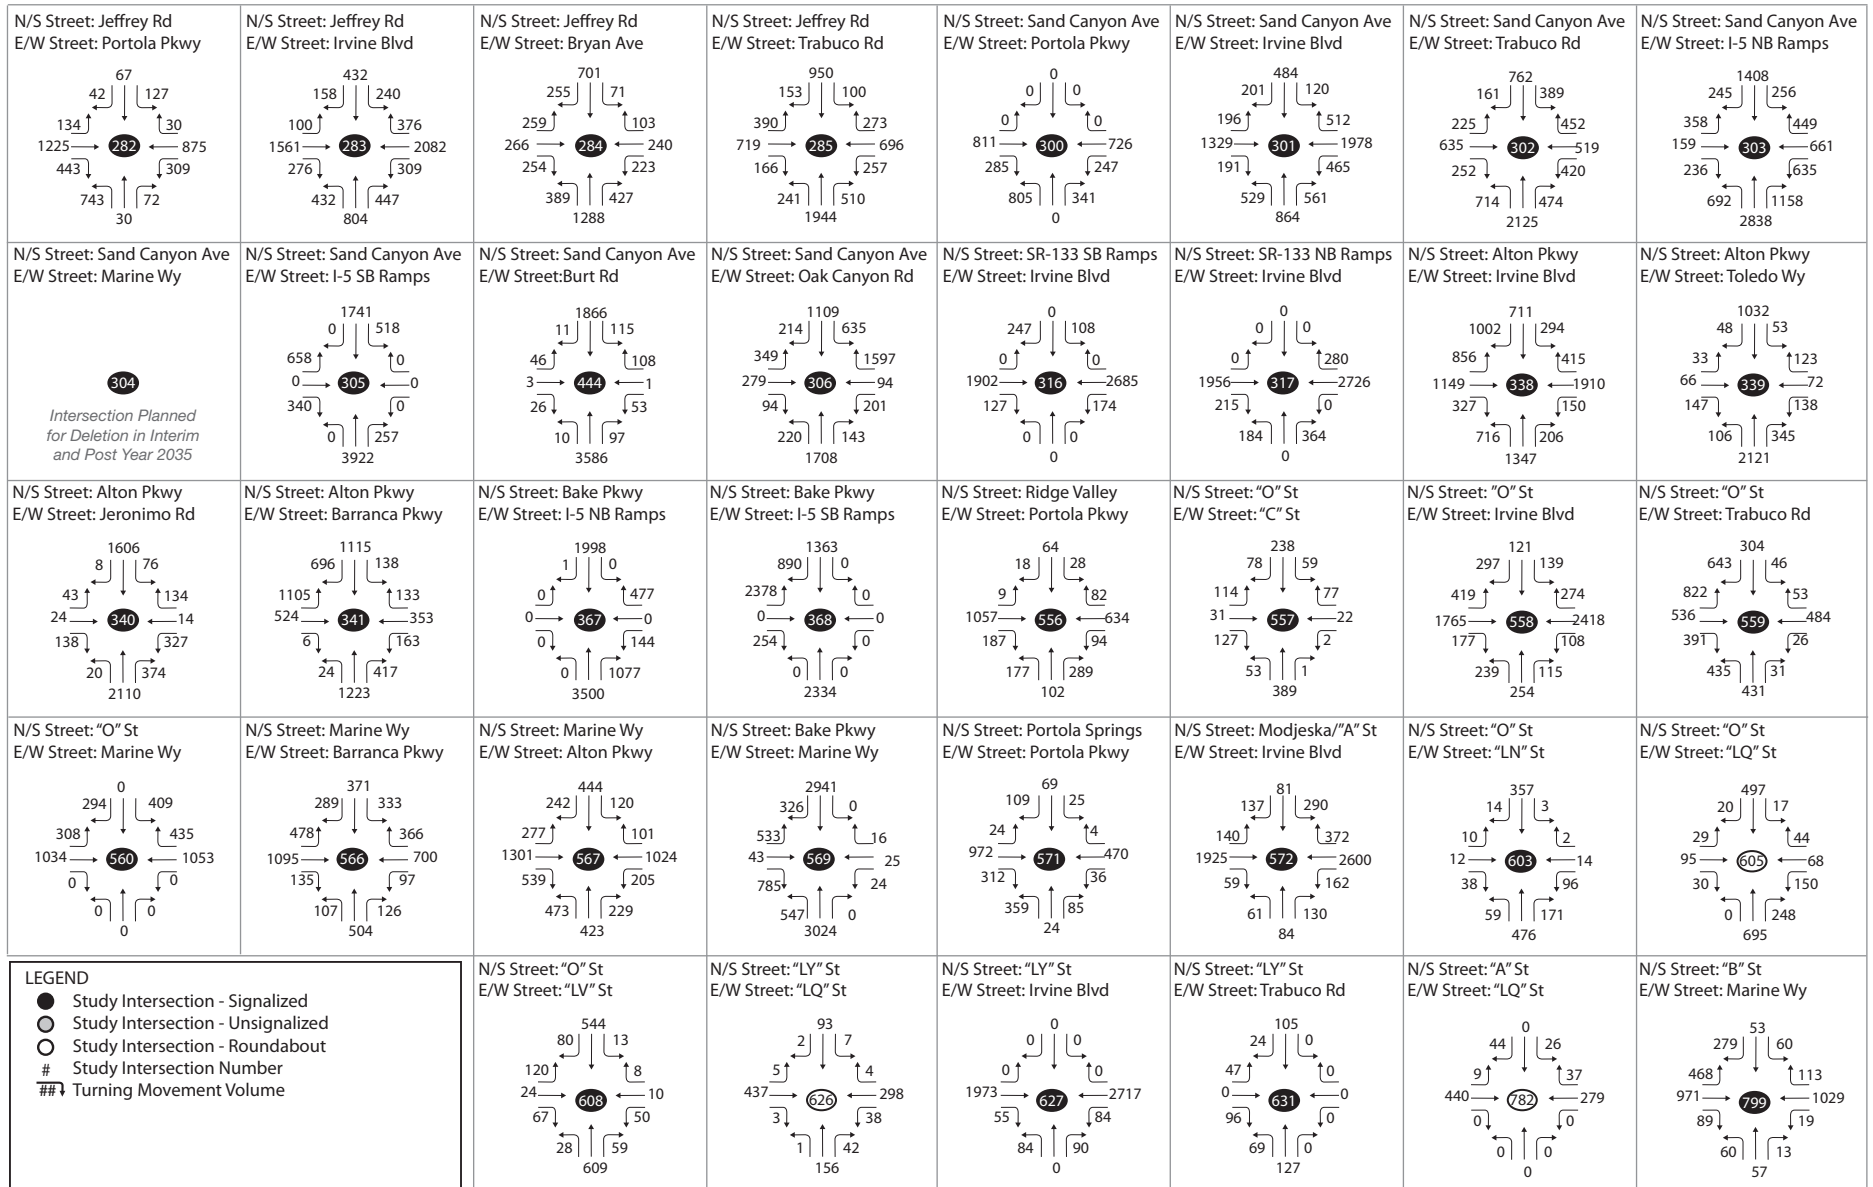 N/S Street: Jeffrey Rd
E/W Street: Portola Pkwy
67
42 127
134 30
1225 282 875
443 309
743 72
30
N/S Street: Jeffrey Rd
E/W Street: Irvine Blvd
432
158 240
100 376
1561 283 2082
276 309
432 447
804
N/S Street: Jeffrey Rd
E/W Street: Bryan Ave
701
255 71
259 103
266 284 240
254 223
389 427
1288
N/S Street: Jeffrey Rd
E/W Street: Trabuco Rd
950
153 100
390 273
719 285 696
166 257
241 510
1944
N/S Street: Sand Canyon Ave
E/W Street: Portola Pkwy
0
0 0
0 0
811 300 726
285 247
805 341
0
N/S Street: Sand Canyon Ave
E/W Street: Irvine Blvd
484
201 120
196 512
1329 301 1978
191 465
529 561
864
N/S Street: Sand Canyon Ave
E/W Street: Trabuco Rd
762
161 389
225 452
635 302 519
252 420
714 474
2125
N/S Street: Sand Canyon Ave
E/W Street: I-5 NB Ramps
1408
245 256
358 449
159 303 661
236 635
692 1158
2838
N/S Street: Sand Canyon Ave
E/W Street: Marine Wy
304
Intersection Planned
for Deletion in Interim
and Post Year 2035
N/S Street: Sand Canyon Ave
E/W Street: I-5 SB Ramps
1741
0 518
658 0
0 305 0
340 0
0 257
3922
N/S Street: Sand Canyon Ave
E/W Street:Burt Rd
1866
11 115
46 108
3 444 1
26 53
10 97
3586
N/S Street: Sand Canyon Ave
E/W Street: Oak Canyon Rd
1109
214 635
349 1597
279 306 94
94 201
220 143
1708
N/S Street: SR-133 SB Ramps
E/W Street: Irvine Blvd
0
247 108
0 0
1902 316 2685
127 174
0 0
0
N/S Street: SR-133 NB Ramps
E/W Street: Irvine Blvd
0
0 0
0 280
1956 317 2726
215 0
184 364
0
N/S Street: Alton Pkwy
E/W Street: Irvine Blvd
711
1002 294
856 415
1149 338 1910
327 150
716 206
1347
N/S Street: Alton Pkwy
E/W Street: Toledo Wy
1032
48 53
33 123
66 339 72
147 138
106 345
2121
N/S Street: Alton Pkwy
E/W Street: Jeronimo Rd
1606
8 76
43 134
24 340 14
138 327
20 374
2110
N/S Street: Alton Pkwy
E/W Street: Barranca Pkwy
1115
696 138
1105 133
524 341 353
6 163
24 417
1223
N/S Street: Bake Pkwy
E/W Street: I-5 NB Ramps
1998
1 0
0 477
0 367 0
0 144
0 1077
3500
N/S Street: Bake Pkwy
E/W Street: I-5 SB Ramps
1363
890 0
2378 0
0 368 0
254 0
0 0
2334
N/S Street: Ridge Valley
E/W Street: Portola Pkwy
64
18 28
9 82
1057 556 634
187 94
177 289
102
N/S Street: “O” St
E/W Street: “C” St
238
78 59
114 77
31 557 22
127 2
53 1
389
N/S Street: ”O” St
E/W Street: Irvine Blvd
121
297 139
419 274
1765 558 2418
177 108
239 115
254
N/S Street: “O” St
E/W Street: Trabuco Rd
304
643 46
822 53
536 559 484
391 26
435 31
431
N/S Street: “O” St
E/W Street: Marine Wy
0
294 409
308 435
1034 560 1053
0 0
0 0
0
N/S Street: Marine Wy
E/W Street: Barranca Pkwy
371
289 333
478 366
1095 566 700
135 97
107 126
504
N/S Street: Marine Wy
E/W Street: Alton Pkwy
444
242 120
277 101
1301 567 1024
539 205
473 229
423
N/S Street: Bake Pkwy
E/W Street: Marine Wy
2941
326 0
533 16
43 569 25
785 24
547 0
3024
N/S Street: Portola Springs
E/W Street: Portola Pkwy
69
109 25
24 4
972 571 470
312 36
359 85
24
N/S Street: Modjeska/”A” St
E/W Street: Irvine Blvd
81
137 290
140 372
1925 572 2600
59 162
61 130
84
N/S Street: “O” St
E/W Street: “LN” St
357
14 3
10 2
12 603 14
38 96
59 171
476
N/S Street: “O” St
E/W Street: “LQ” St
497
20 17
29 44
95 605 68
30 150
0 248
695
LEGEND
Study Intersection - Signalized
Study Intersection - Unsignalized
Study Intersection - Roundabout
# Study Intersection Number
## Turning Movement Volume
N/S Street: “O” St
E/W Street: “LV” St
544
80 13
120 8
24 608 10
67 50
28 59
609
N/S Street: “LY” St
E/W Street: “LQ” St
93
2 7
5 4
437 626 298
3 38
1 42
156
N/S Street: “LY” St
E/W Street: Irvine Blvd
0
0 0
0 0
1973 627 2717
55 84
84 90
0
N/S Street: “LY” St
E/W Street: Trabuco Rd
105
24 0
47 0
0 631 0
96 0
69 0
127
N/S Street: “A” St
E/W Street: “LQ” St
0
44 26
9 37
440 782 279
0 0
0 0
0
N/S Street: “B” St
E/W Street: Marine Wy
53
279 60
468 113
971 799 1029
89 19
60 13
57